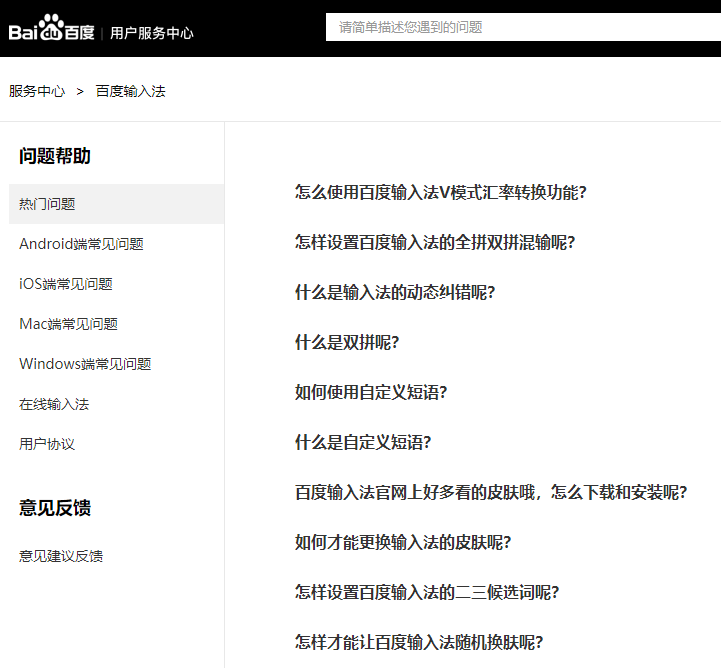 Bai du 百度 | 用户服务中心
请简单描述您遇到的问题
服务中心 > 百度输入法
问题帮助
热门问题
Android端常见问题
iOS端常见问题
Mac端常见问题
Windows端常见问题
在线输入法
用户协议
意见反馈
意见建议反馈
怎么使用百度输入法V模式汇率转换功能?
怎样设置百度输入法的全拼双拼混输呢?
什么是输入法的动态纠错呢?
什么是双拼呢?
如何使用自定义短语?
什么是自定义短语?
百度输入法官网上好多看的皮肤哦，怎么下载和安装呢?
如何才能更换输入法的皮肤呢?
怎样设置百度输入法的二三候选词呢?
怎样才能让百度输入法随机换肤呢?